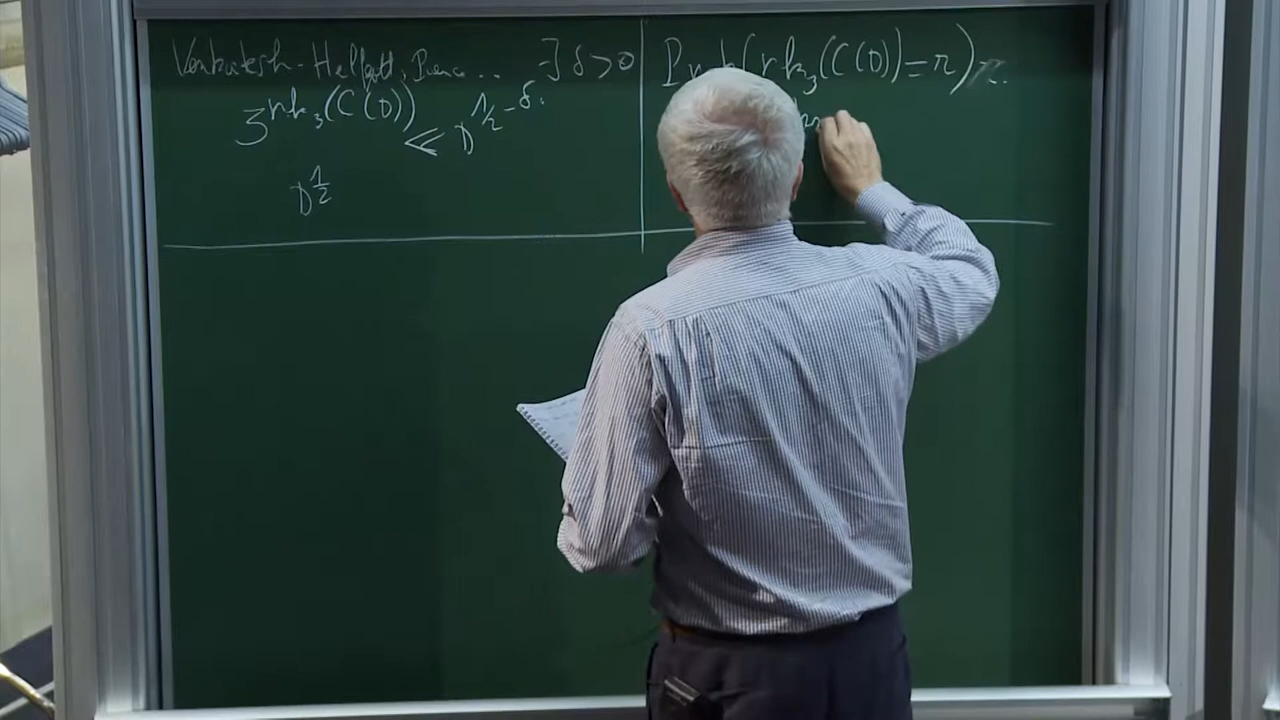 Venkatesh - Helfgott, Pierce ... ∃ δ > 0
3^{rk_3(C(D))} ≪ D^{1/2 - δ}.
D^{1/2}
Prob(rk_3(C(D)) = r)